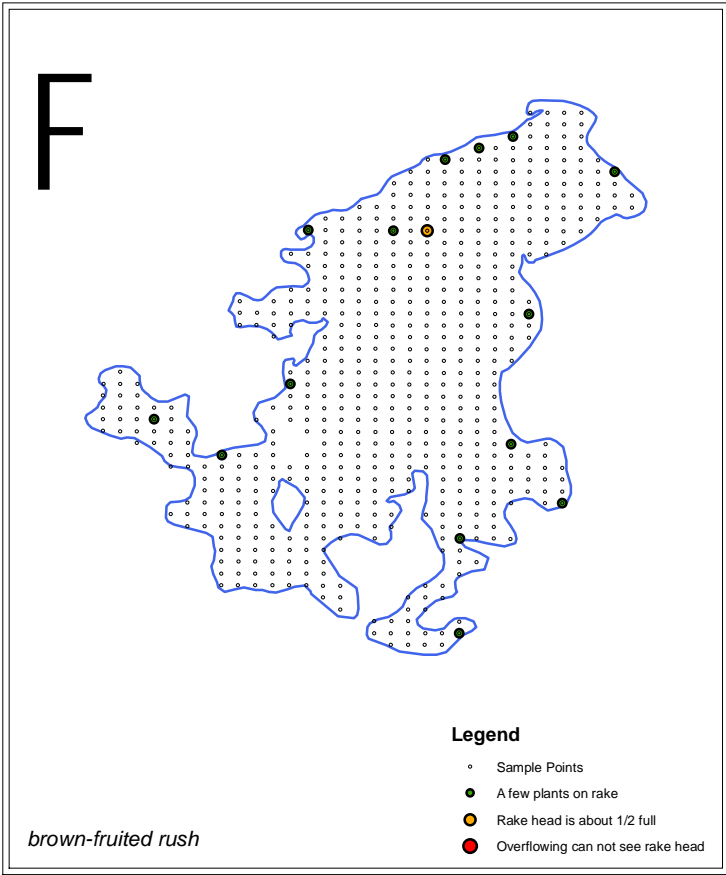 F
Legend
Sample Points
A few plants on rake
Rake head is about 1/2 full
Overflowing can not see rake head
brown-fruited rush